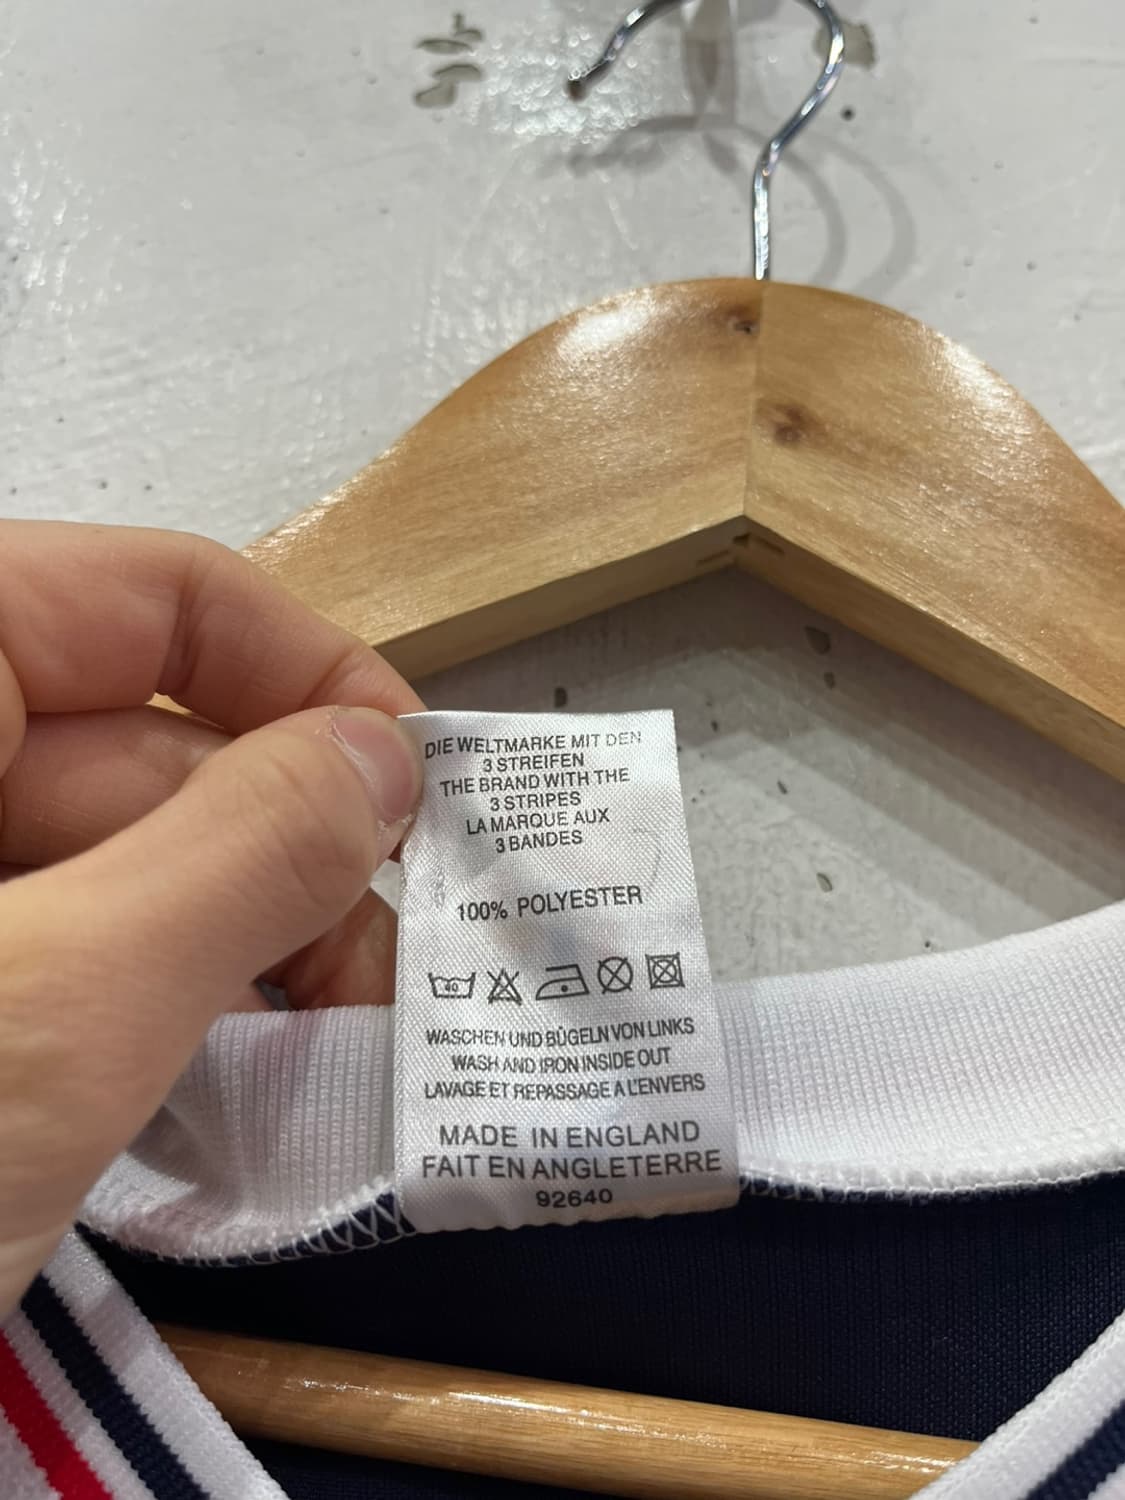 DIE WELTMARKE MIT DEN
3 STREIFEN
THE BRAND WITH THE
3 STRIPES
LA MARQUE AUX
3 BANDES
100% POLYESTER
40
WASCHEN UND BÜGELN VON LINKS
WASH AND IRON INSIDE OUT
LAVAGE ET REPASSAGE A L'ENVERS
MADE IN ENGLAND
FAIT EN ANGLETERRE
92640